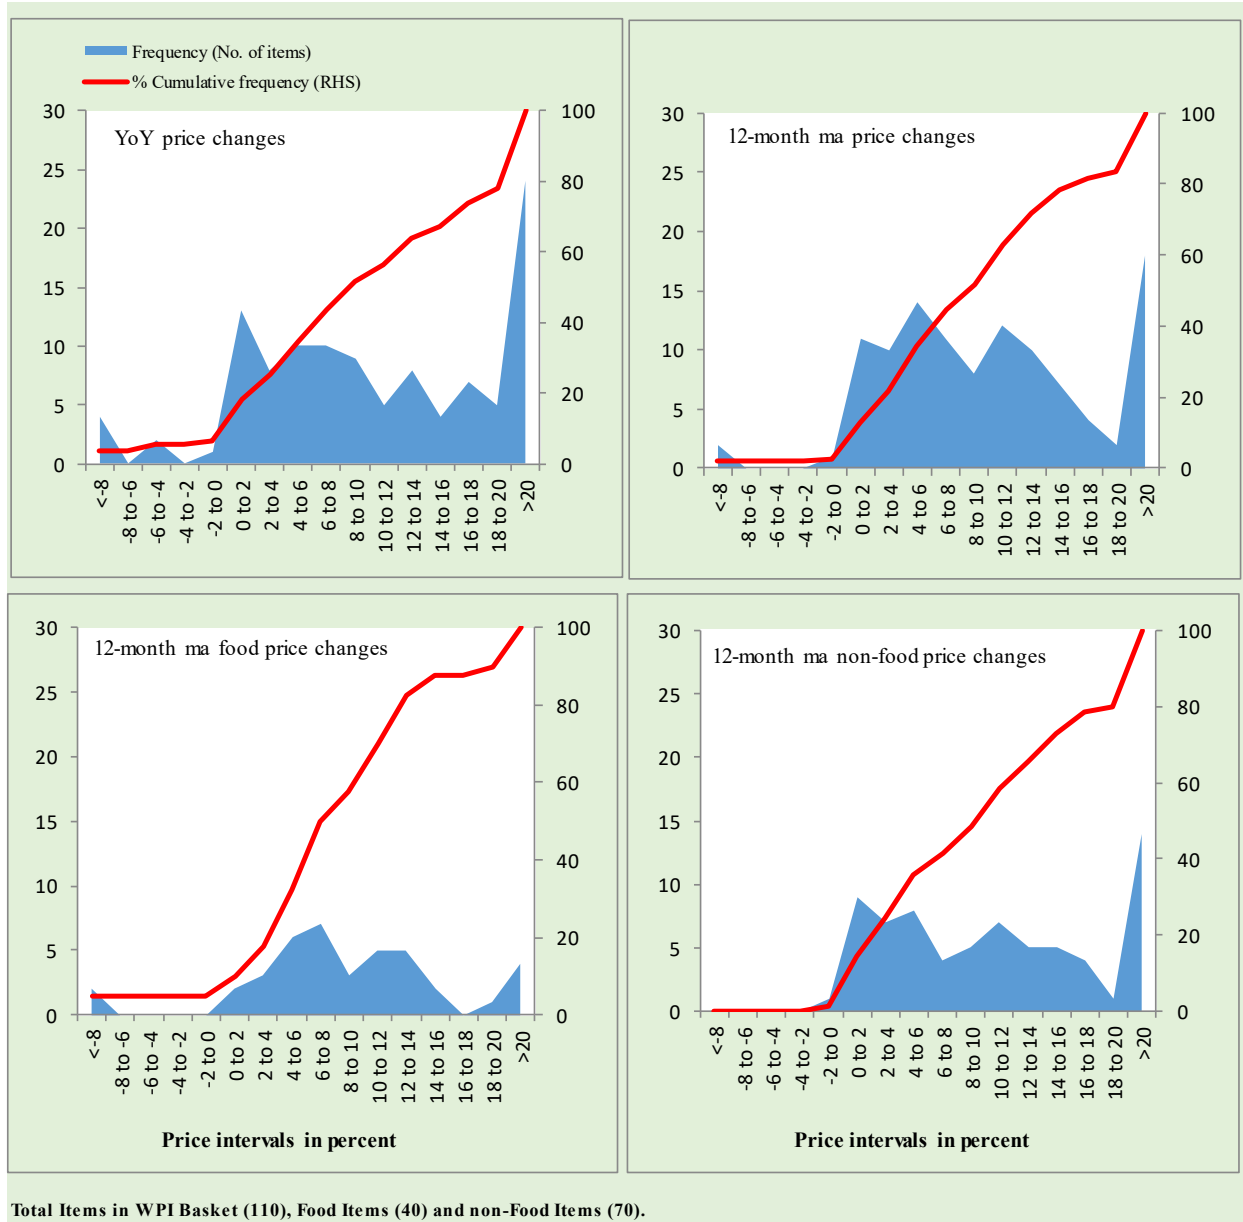 Frequency (No. of items)
% Cumulative frequency (RHS)
YoY price changes
30
25
20
15
10
5
0
100
80
60
40
20
0
<-8
-8 to -6
-6 to -4
-4 to -2
-2 to 0
0 to 2
2 to 4
4 to 6
6 to 8
8 to 10
10 to 12
12 to 14
14 to 16
16 to 18
18 to 20
>20
12-month ma price changes
30
25
20
15
10
5
0
100
80
60
40
20
0
<-8
-8 to -6
-6 to -4
-4 to -2
-2 to 0
0 to 2
2 to 4
4 to 6
6 to 8
8 to 10
10 to 12
12 to 14
14 to 16
16 to 18
18 to 20
>20
12-month ma food price changes
30
25
20
15
10
5
0
100
80
60
40
20
0
<-8
-8 to -6
-6 to -4
-4 to -2
-2 to 0
0 to 2
2 to 4
4 to 6
6 to 8
8 to 10
10 to 12
12 to 14
14 to 16
16 to 18
18 to 20
>20
Price intervals in percent
12-month ma non-food price changes
30
25
20
15
10
5
0
100
80
60
40
20
0
<-8
-8 to -6
-6 to -4
-4 to -2
-2 to 0
0 to 2
2 to 4
4 to 6
6 to 8
8 to 10
10 to 12
12 to 14
14 to 16
16 to 18
18 to 20
>20
Price intervals in percent
Total Items in WPI Basket (110), Food Items (40) and non-Food Items (70).